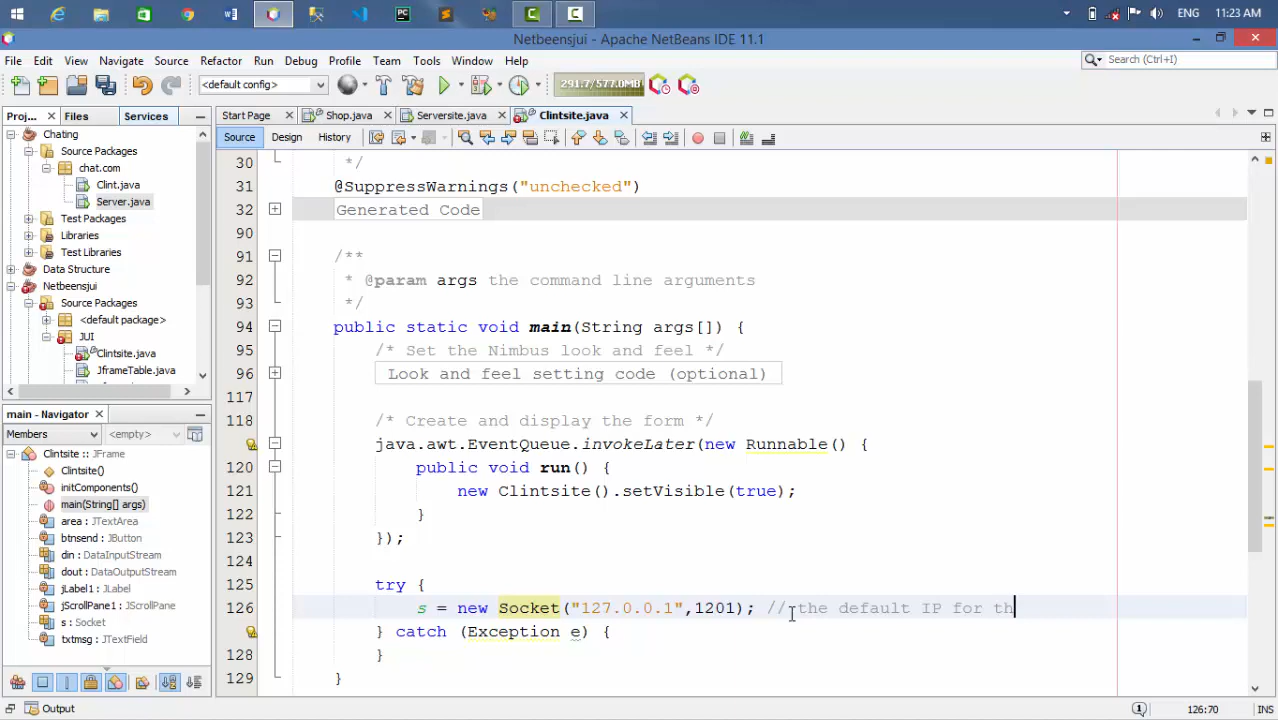 ENG
11:23 AM
Netbeensjui - Apache NetBeans IDE 11.1
File Edit View Navigate Source Refactor Run Debug Profile Team Tools Window Help
Search (Ctrl+I)
<default config>
291.7/577.0MB
Proj... Files Services
Start Page Shop.java Serversite.java Clintsite.java
Source Design History
Chating
Source Packages
chat.com
Clint.java
Server.java
Test Packages
Libraries
Test Libraries
Data Structure
Netbeensjui
Source Packages
<default package>
JUI
Clintsite.java
JframeTable.java
main - Navigator
Members <empty>
Clintsite :: JFrame
Clintsite()
initComponents()
main(String[] args)
area : JTextArea
btnsend : JButton
din : DataInputStream
dout : DataOutputStream
jLabel1 : JLabel
jScrollPane1 : JScrollPane
s : Socket
txtmsg : JTextField
30 */
31 @SuppressWarnings("unchecked")
32 Generated Code
90
91 /**
92 * @param args the command line arguments
93 */
94 public static void main(String args[]) {
95 /* Set the Nimbus look and feel */
96 Look and feel setting code (optional)
117
118 /* Create and display the form */
java.awt.EventQueue.invokeLater(new Runnable() {
120 public void run() {
121 new Clintsite().setVisible(true);
122 }
123 });
124
125 try {
126 s = new Socket("127.0.0.1",1201); // the default IP for th
} catch (Exception e) {
128 }
129 }
Output
1
126:70
INS